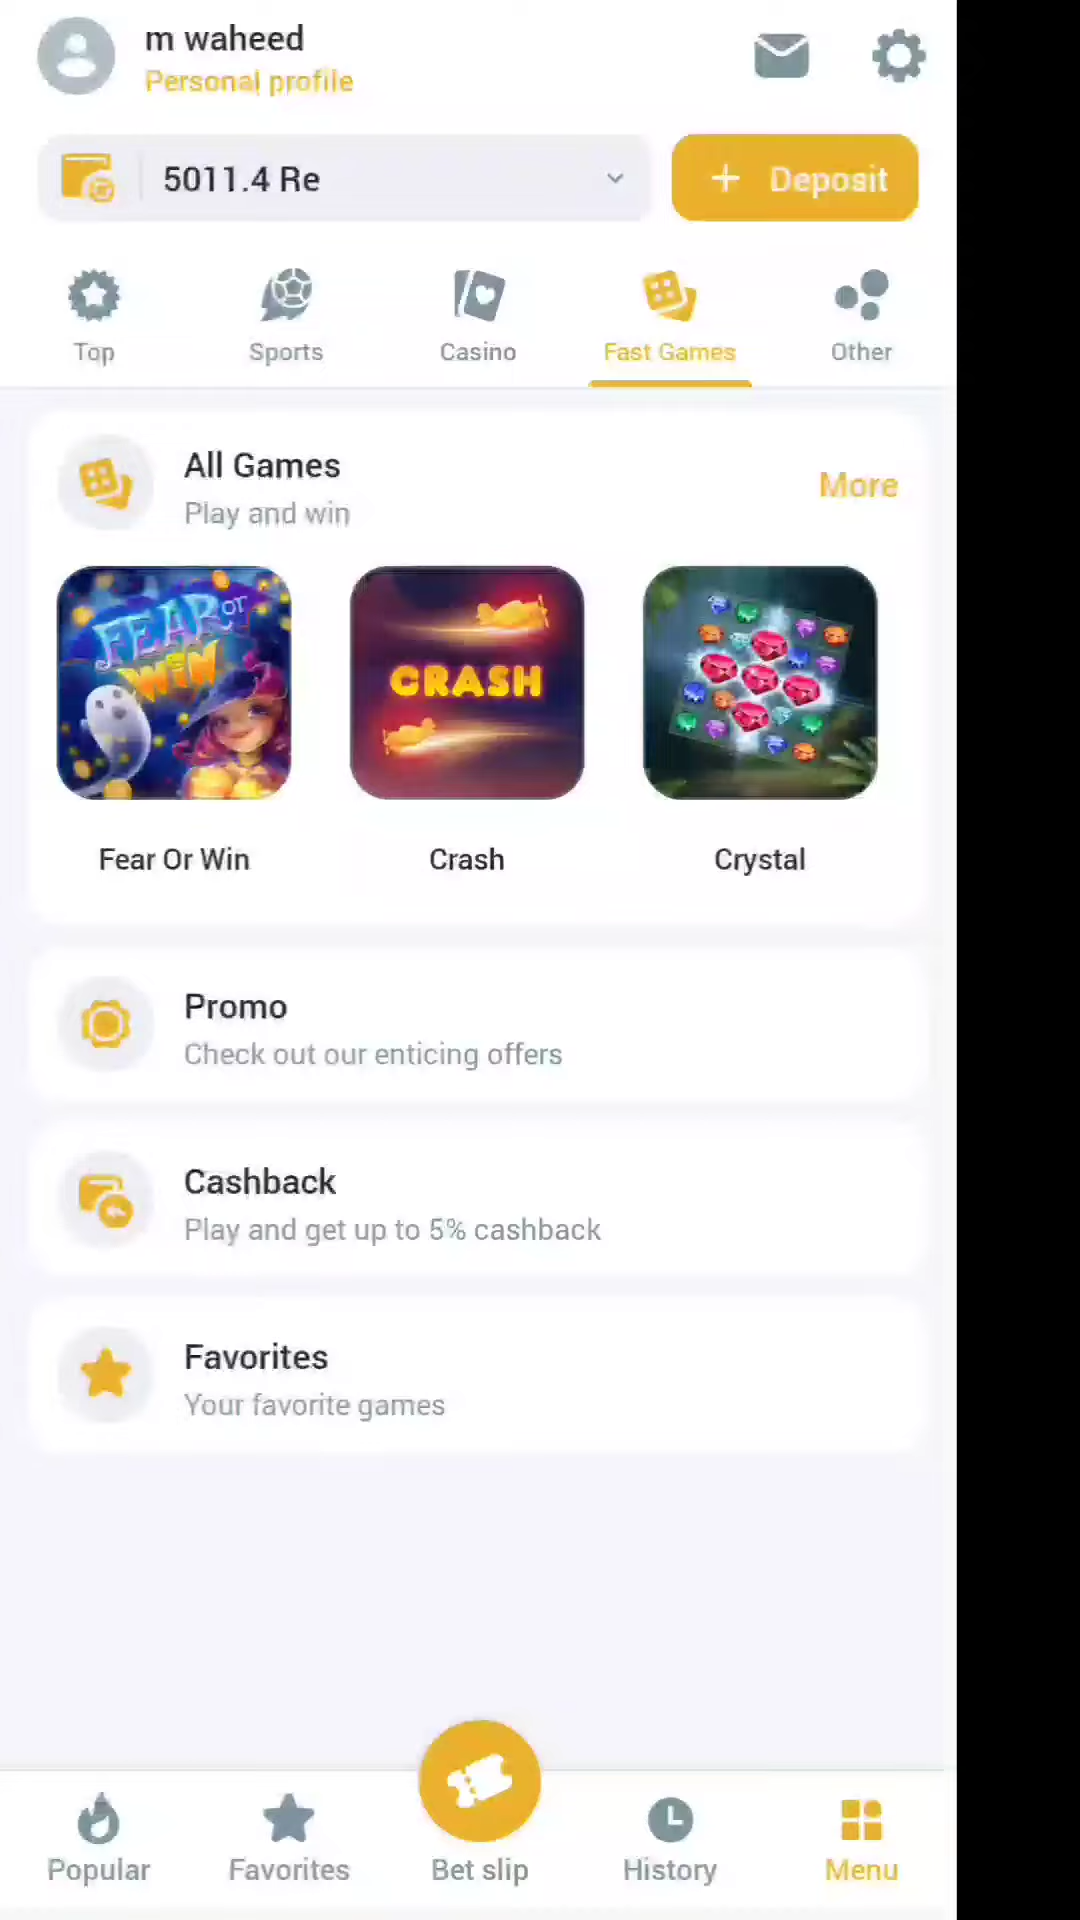 m waheed
Personal profile
5011.4 Re
Deposit
Top
Sports
Casino
Fast Games
Other
All Games
Play and win
More
FEAR or
WIN
CRASH
Fear Or Win
Crash
Crystal
Promo
Check out our enticing offers
Cashback
Play and get up to 5% cashback
Favorites
Your favorite games
Popular
Favorites
Bet slip
History
Menu